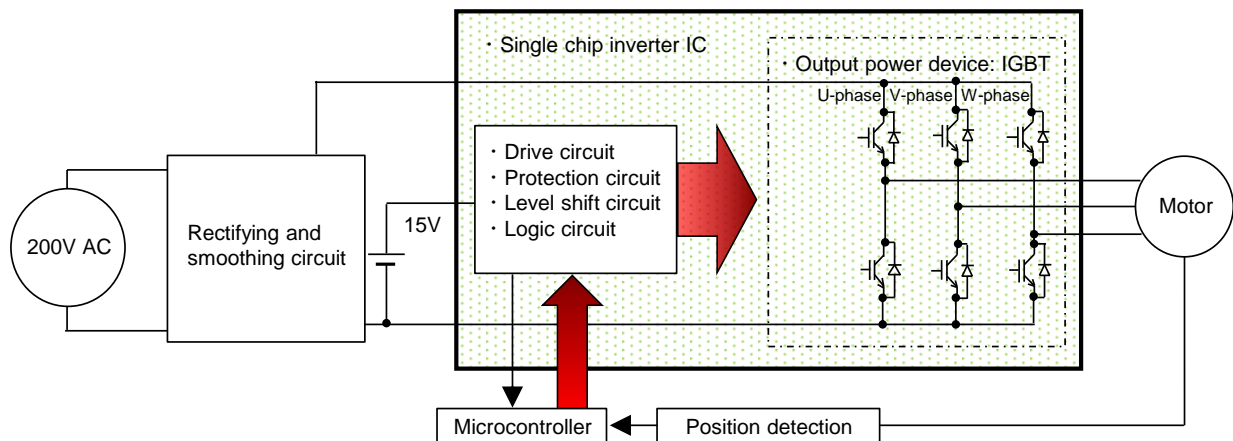 ・Single chip inverter IC
・Output power device: IGBT
U-phase V-phase W-phase
・Drive circuit
・Protection circuit
・Level shift circuit
・Logic circuit
15V
200V AC
Rectifying and
smoothing circuit
Motor
Microcontroller
Position detection